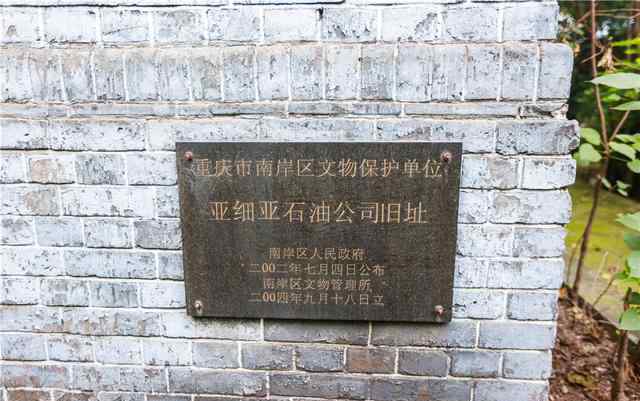 重庆市南岸区文物保护单位
亚细亚石油公司旧址
南岸区人民政府
二00二年七月四日公布
南岸区文物管理所
二00四年九月十八日立